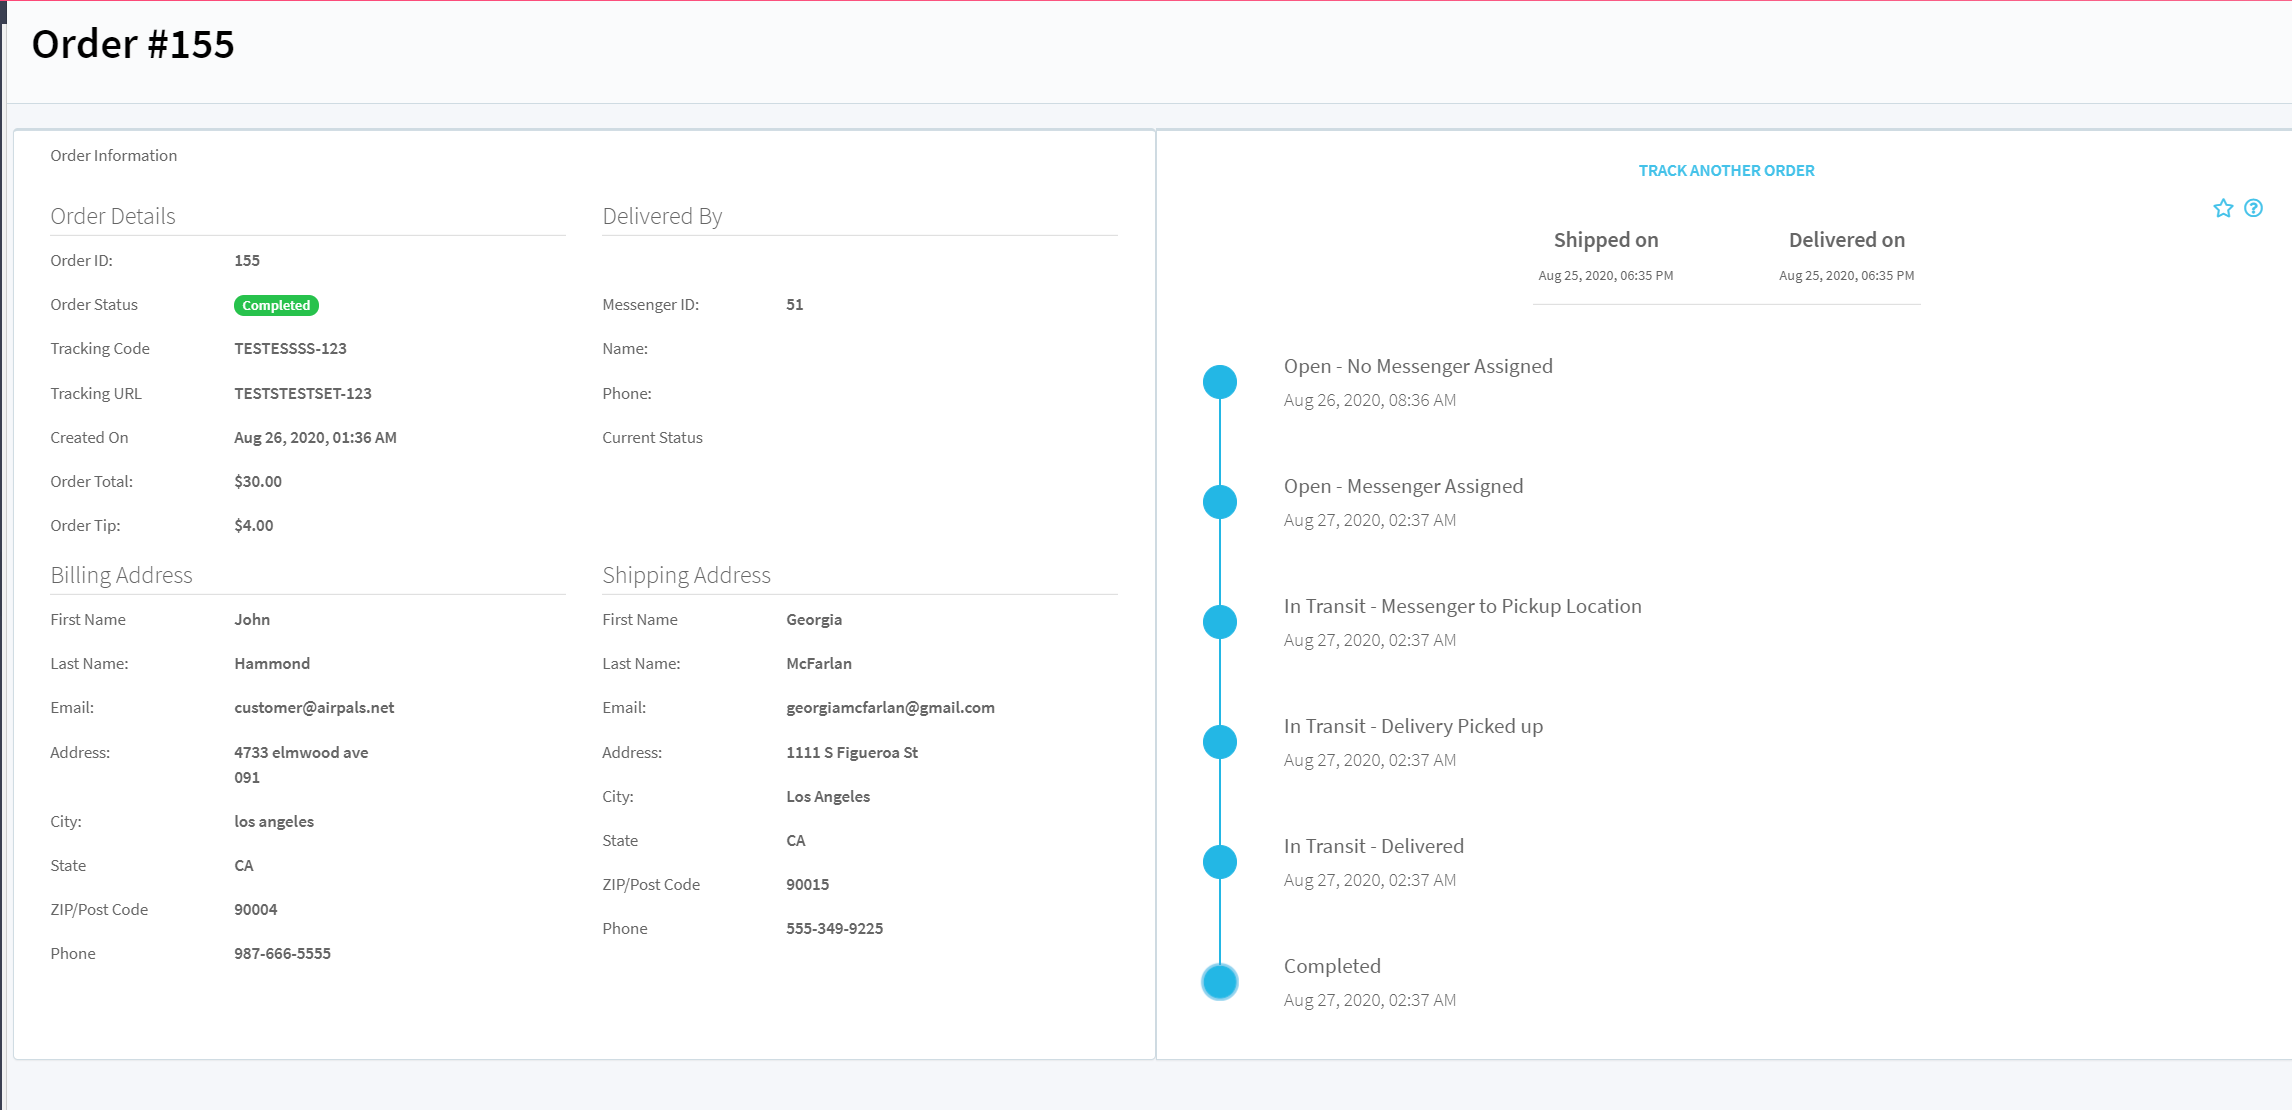 Order #155
Order Information
Order Details
Order ID: 155
Order Status Completed
Tracking Code TESTESSSS-123
Tracking URL TESTSTESTSET-123
Created On Aug 26, 2020, 01:36 AM
Order Total: $30.00
Order Tip: $4.00
Delivered By
Messenger ID: 51
Name:
Phone:
Current Status
Billing Address
First Name John
Last Name: Hammond
Email: customer@airpals.net
Address: 4733 elmwood ave
091
City: los angeles
State CA
ZIP/Post Code 90004
Phone 987-666-5555
Shipping Address
First Name Georgia
Last Name: McFarlan
Email: georgiamcfarlan@gmail.com
Address: 1111 S Figueroa St
City: Los Angeles
State CA
ZIP/Post Code 90015
Phone 555-349-9225
TRACK ANOTHER ORDER
Shipped on
Aug 25, 2020, 06:35 PM
Delivered on
Aug 25, 2020, 06:35 PM
Open - No Messenger Assigned
Aug 26, 2020, 08:36 AM
Open - Messenger Assigned
Aug 27, 2020, 02:37 AM
In Transit - Messenger to Pickup Location
Aug 27, 2020, 02:37 AM
In Transit - Delivery Picked up
Aug 27, 2020, 02:37 AM
In Transit - Delivered
Aug 27, 2020, 02:37 AM
Completed
Aug 27, 2020, 02:37 AM